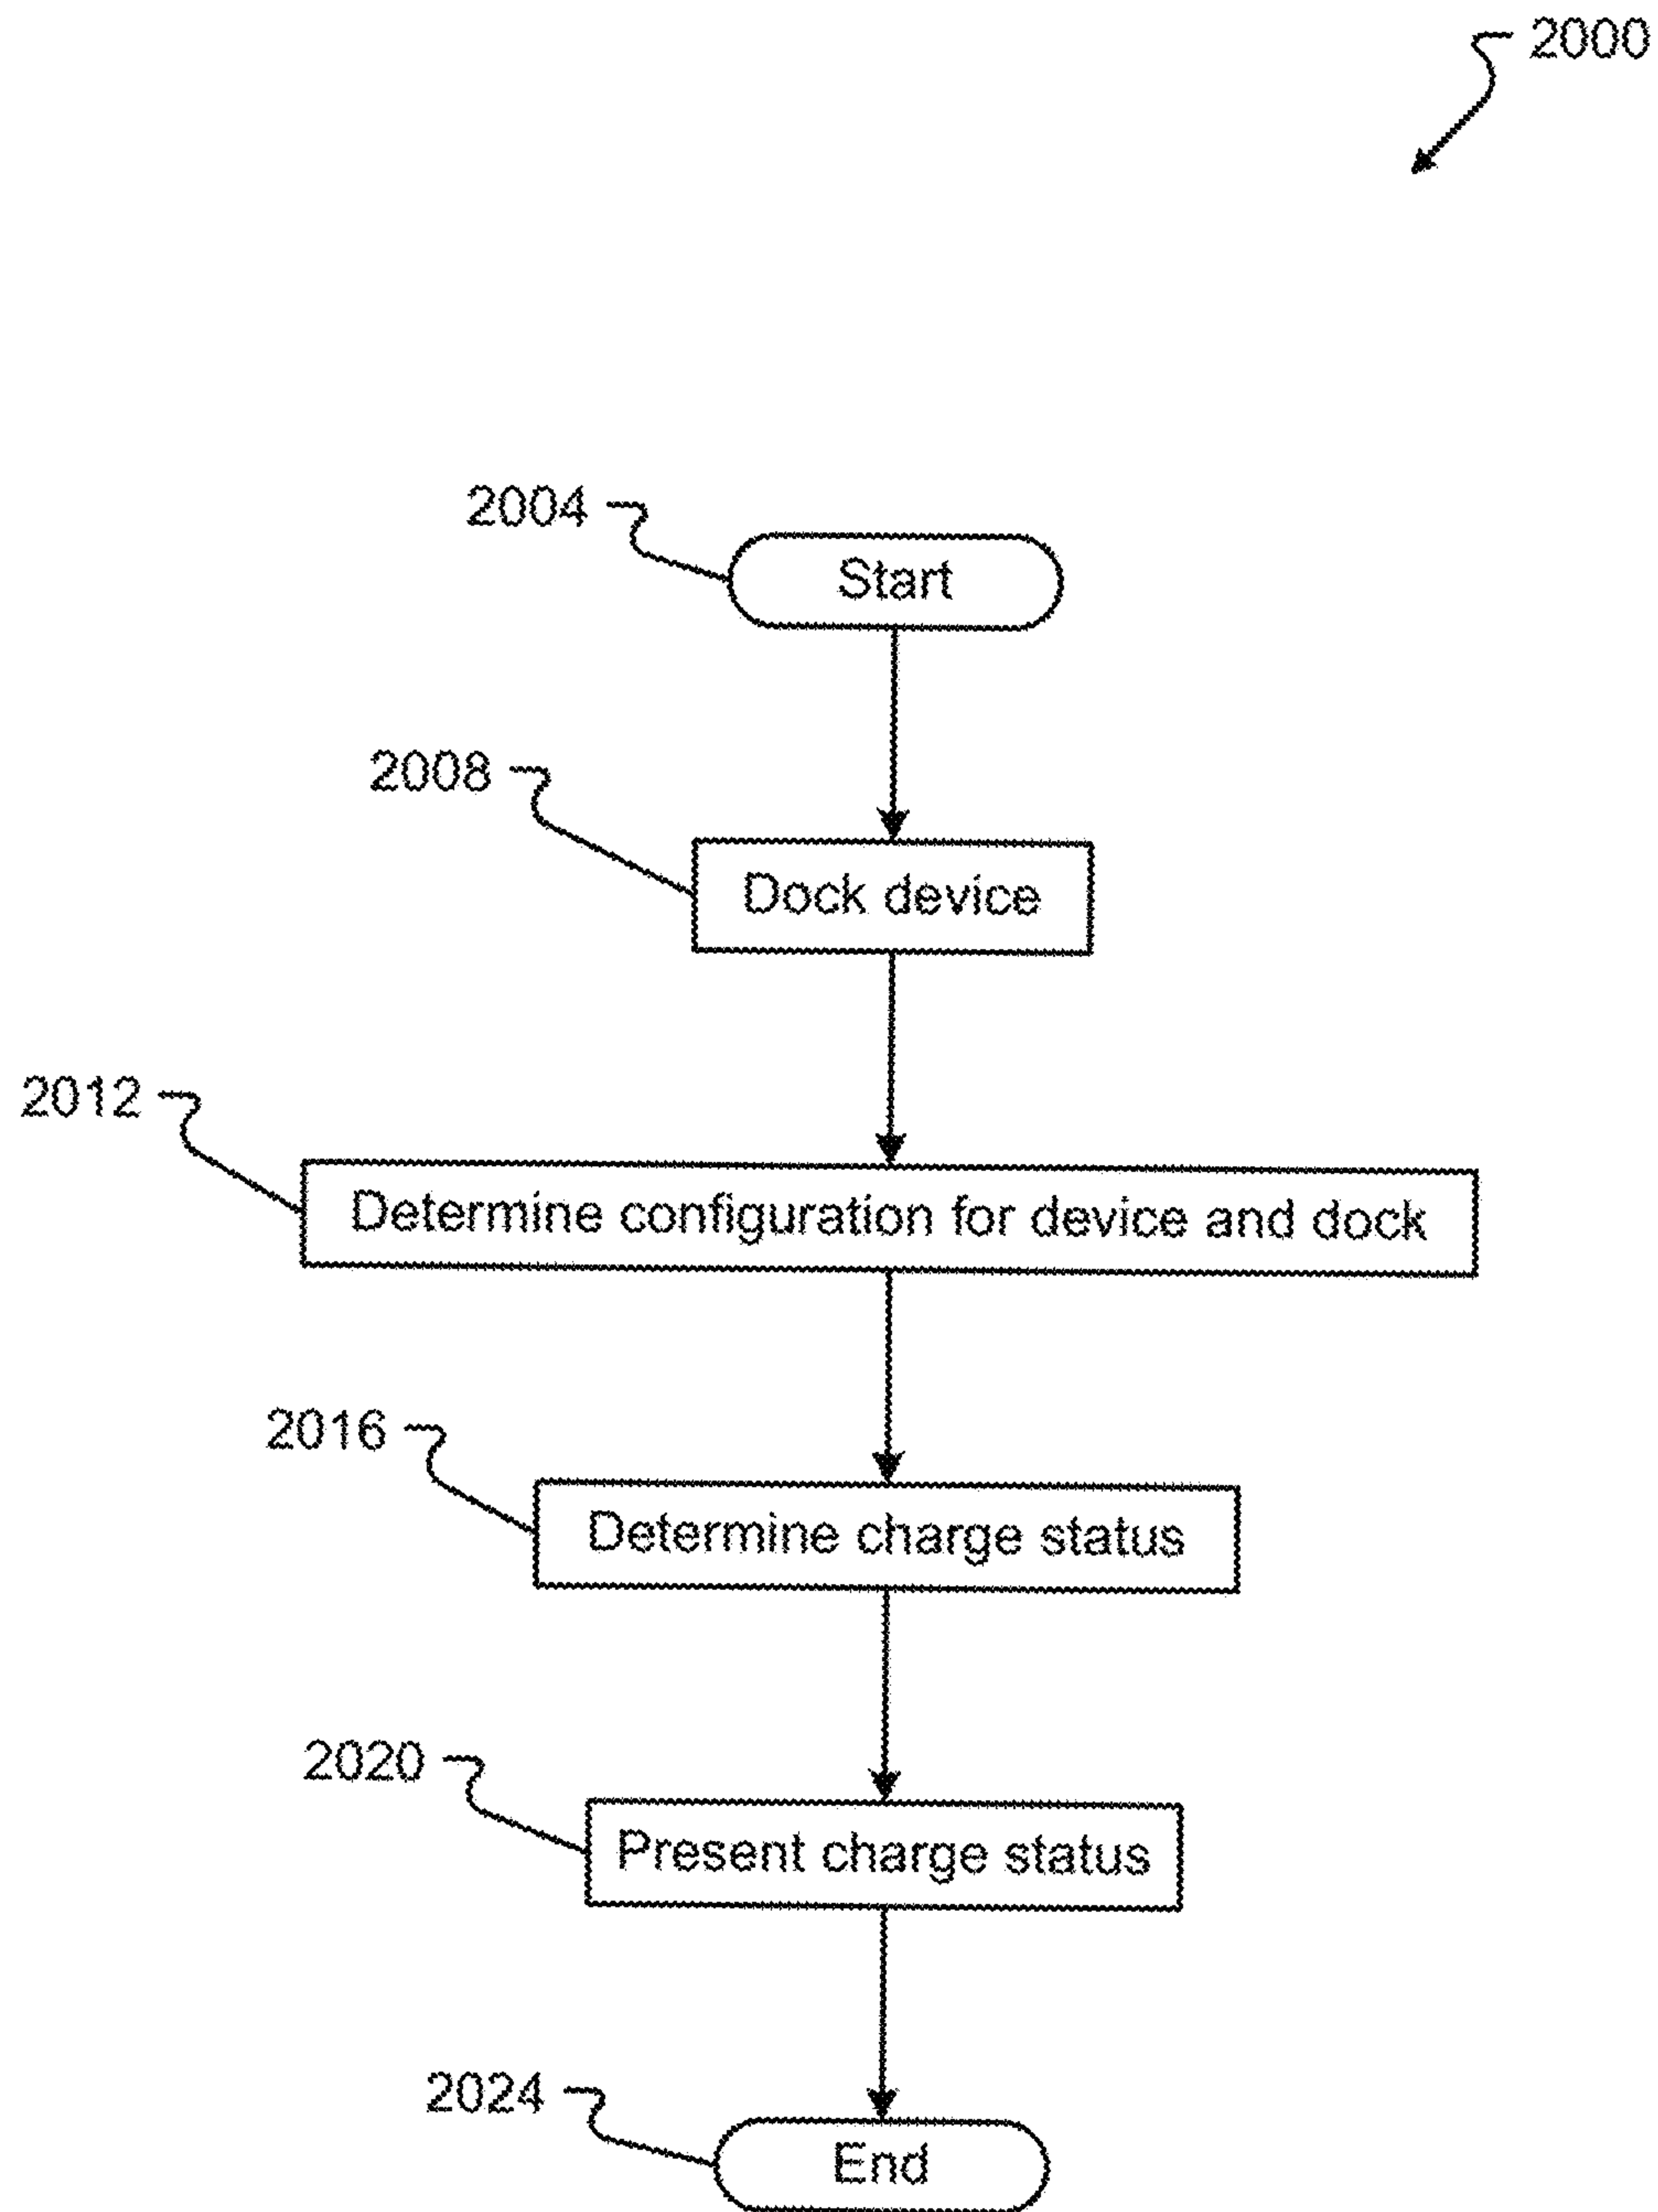 2000
2004
Start
2008
Dock device
2012
Determine configuration for device and dock
2016
Determine charge status
2020
Present charge status
2024
End